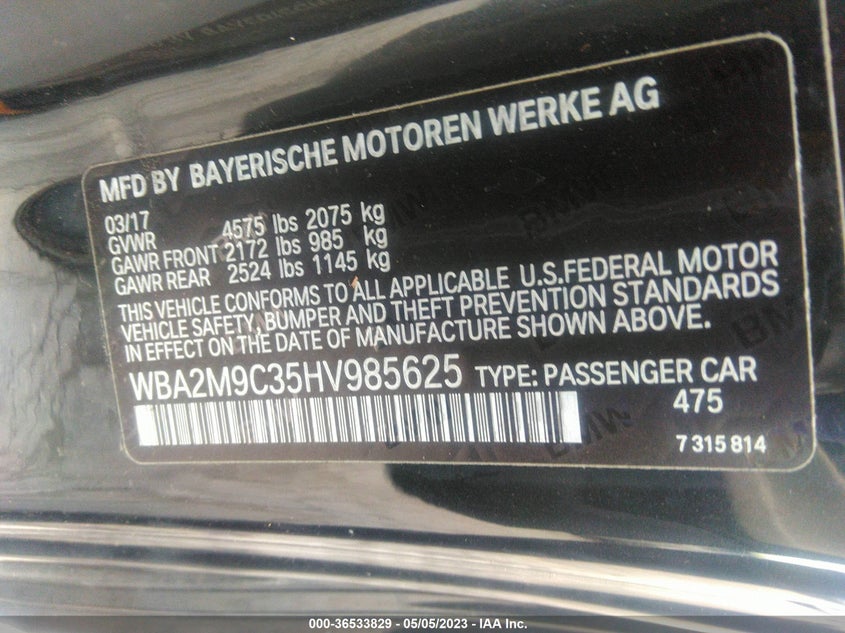 MFD BY BAYERISCHE MOTOREN WERKE AG
03/17
GVWR 4575 lbs 2075 kg
GAWR FRONT 2172 lbs 985 kg
GAWR REAR 2524 lbs 1145 kg
THIS VEHICLE CONFORMS TO ALL APPLICABLE U.S.FEDERAL MOTOR
VEHICLE SAFETY, BUMPER AND THEFT PREVENTION STANDARDS
IN EFFECT ON THE DATE OF MANUFACTURE SHOWN ABOVE.
WBA2M9C35HV985625 TYPE: PASSENGER CAR
475
7 315 814
000-36533829 - 05/05/2023 - IAA Inc.